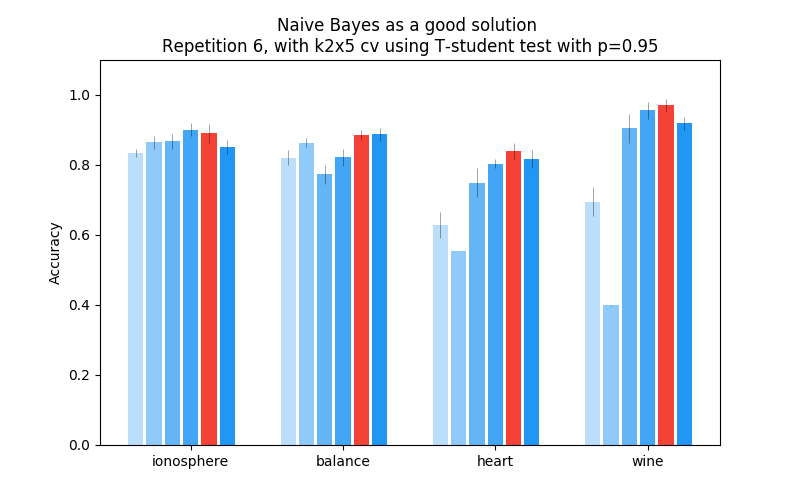 Naive Bayes as a good solution
Repetition 6, with k2x5 cv using T-student test with p=0.95
1.0
0.8
0.6
0.4
0.2
0.0
Accuracy
ionosphere
balance
heart
wine